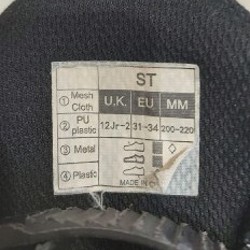 ST
① Mesh Cloth U.K. EU MM
② PU plastic 12Jr-2 31-34 200-220
③ Metal
④ Plastic
MADE IN